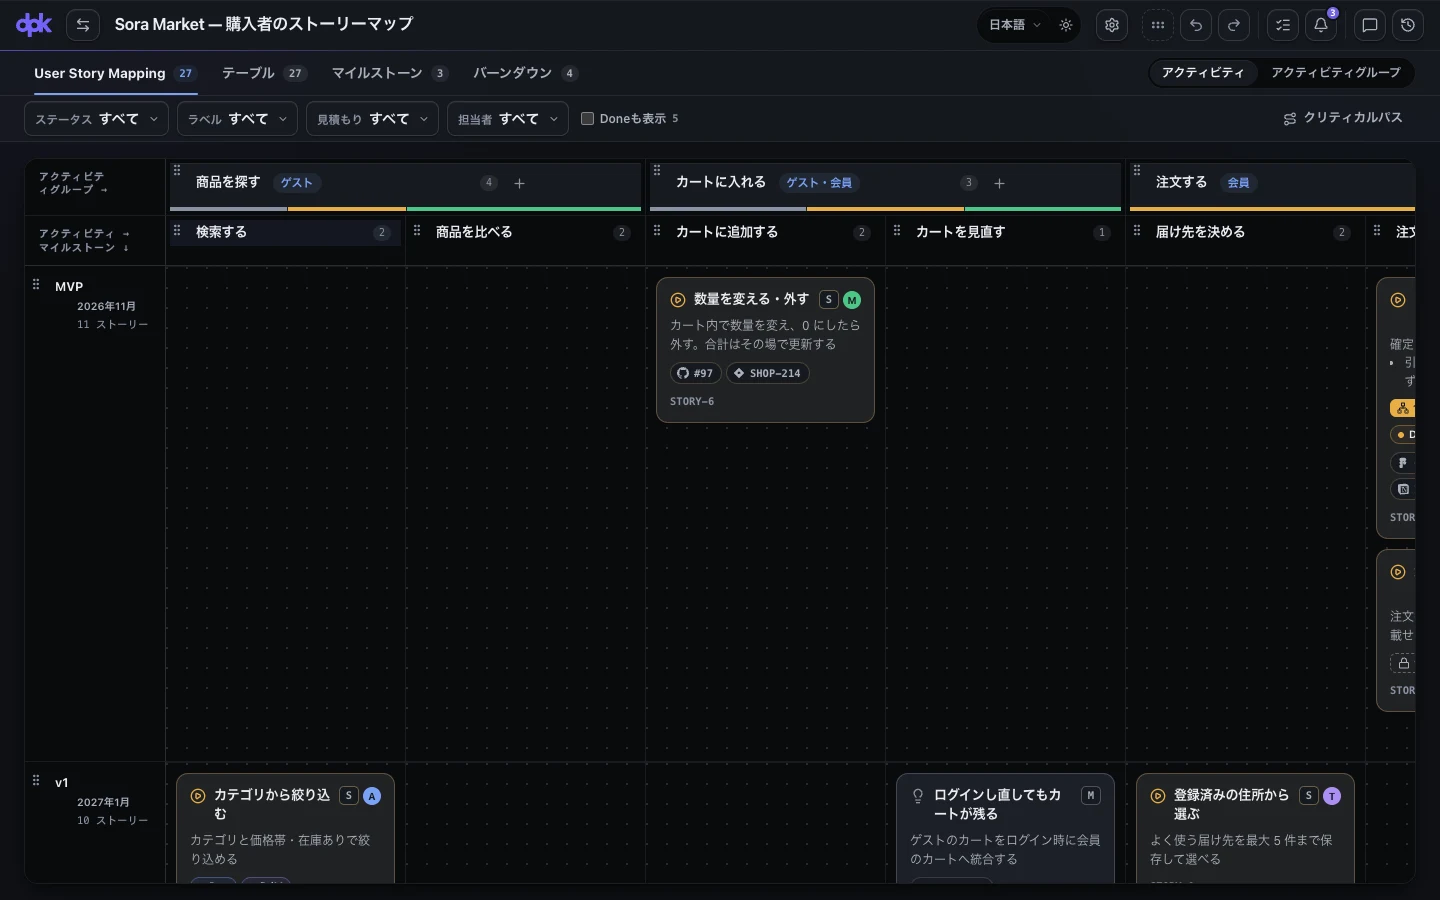 dpk
Sora Market — 購入者のストーリーマップ
日本語
3
User Story Mapping 27
テーブル 27
マイルストーン 3
バーンダウン 4
アクティビティ
アクティビティグループ
ステータス すべて
ラベル すべて
見積もり すべて
担当者 すべて
Doneも表示 5
クリティカルパス
アクティビテ
ィグループ →
商品を探す ゲスト 4 +
カートに入れる ゲスト・会員 3 +
注文する 会員
アクティビティ →
マイルストーン ↓
検索する 2
商品を比べる 2
カートに追加する 2
カートを見直す 1
届け先を決める 2
注文
MVP
2026年11月
11 ストーリー
数量を変える・外す S M
カート内で数量を変え、0 にしたら
外す。合計はその場で更新する
#97 SHOP-214
STORY-6
確定
• 引
ず
D
STOR
注文
載せ
STOR
v1
2027年1月
10 ストーリー
カテゴリから絞り込
む
S A
カテゴリと価格帯・在庫ありで絞
り込める
ログインし直してもカ
ートが残る
M
ゲストのカートをログイン時に会員
のカートへ統合する
登録済みの住所から
選ぶ
S T
よく使う届け先を最大 5 件まで保
存して選べる